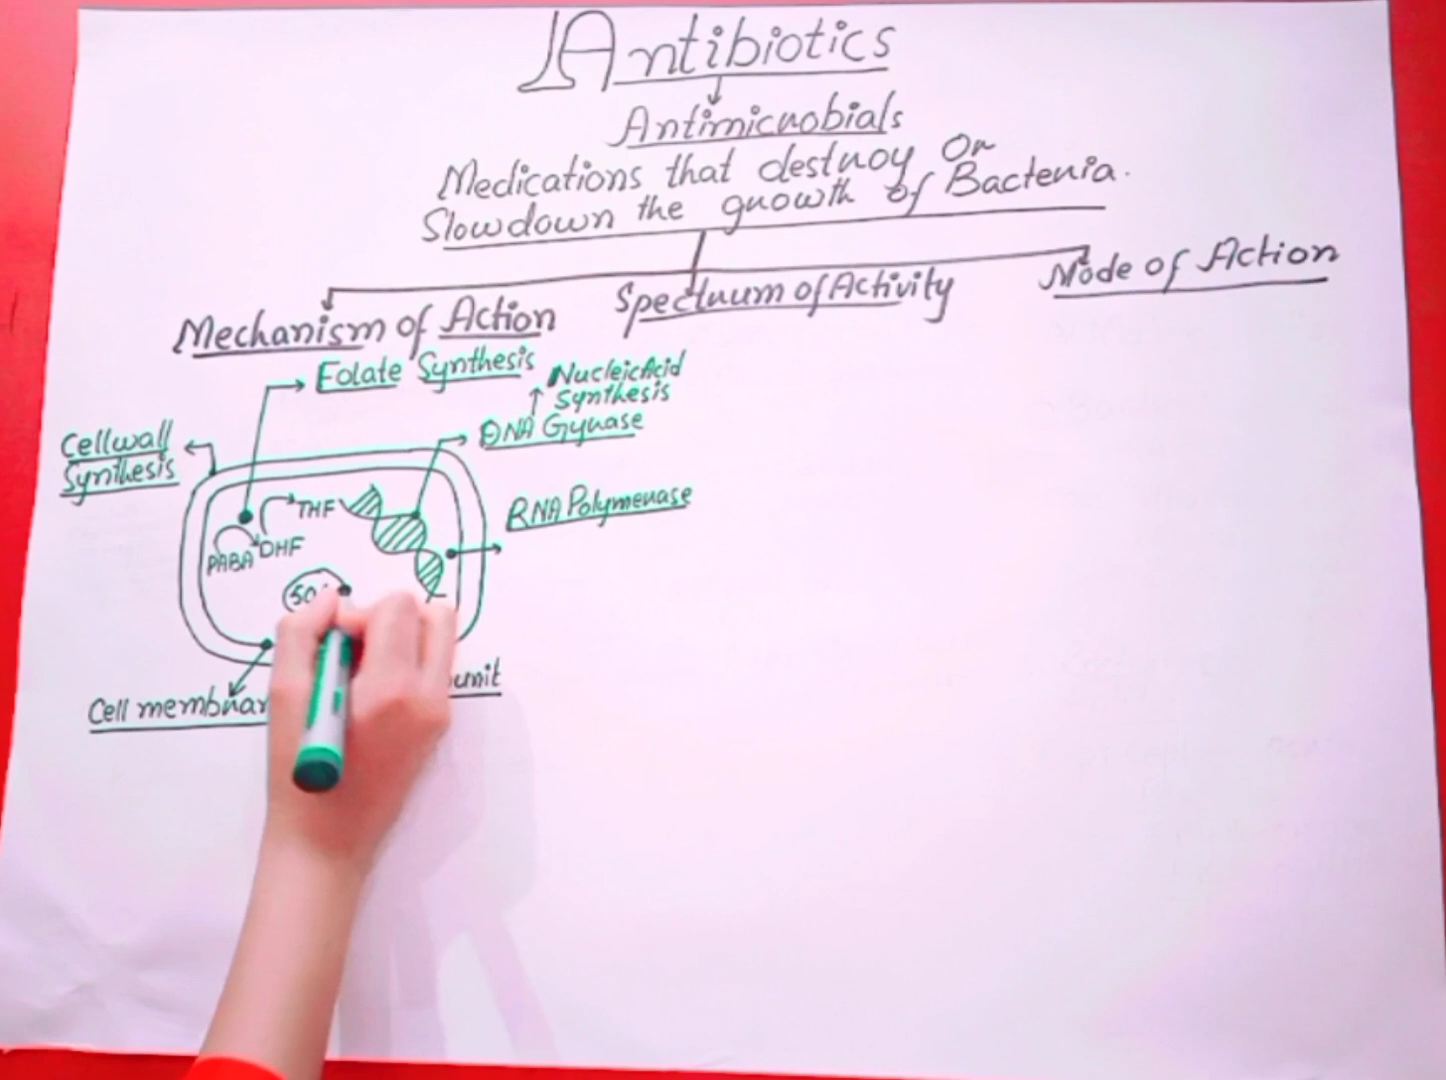 Antibiotics
Antimicrobials
Medications that destroy or
Slowdown the growth of Bacteria.
Mechanism of Action
Spectrum of Activity
Mode of Action
Folate Synthesis
Nucleic Acid
Synthesis
DNA Gyrase
Cellwall
Synthesis
THF
PABA DHF
RNA Polymerase
50
Cell membran
unit